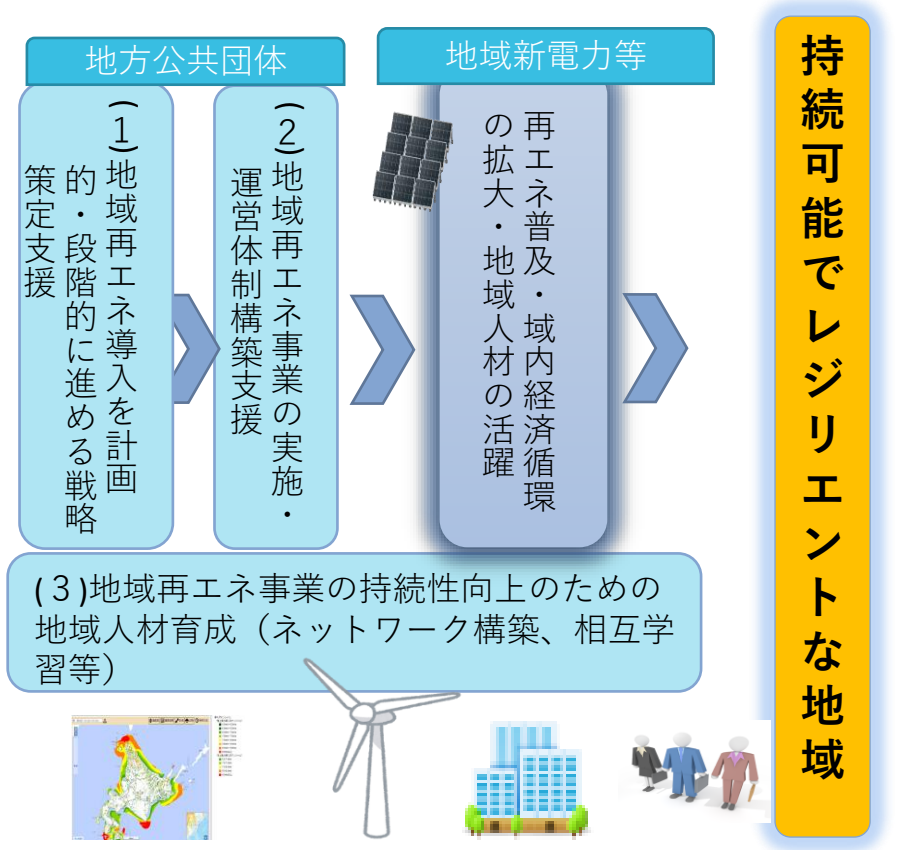 地方公共団体
(１)地域再エネ導入を計画
的・段階的に進める戦略
策定支援
(２)地域再エネ事業の実施・
運営体制構築支援
地域新電力等
再エネ普及・域内経済循環
の拡大・地域人材の活躍
(３)地域再エネ事業の持続性向上のための
地域人材育成（ネットワーク構築、相互学
習等）
持続可能でレジリエントな地域